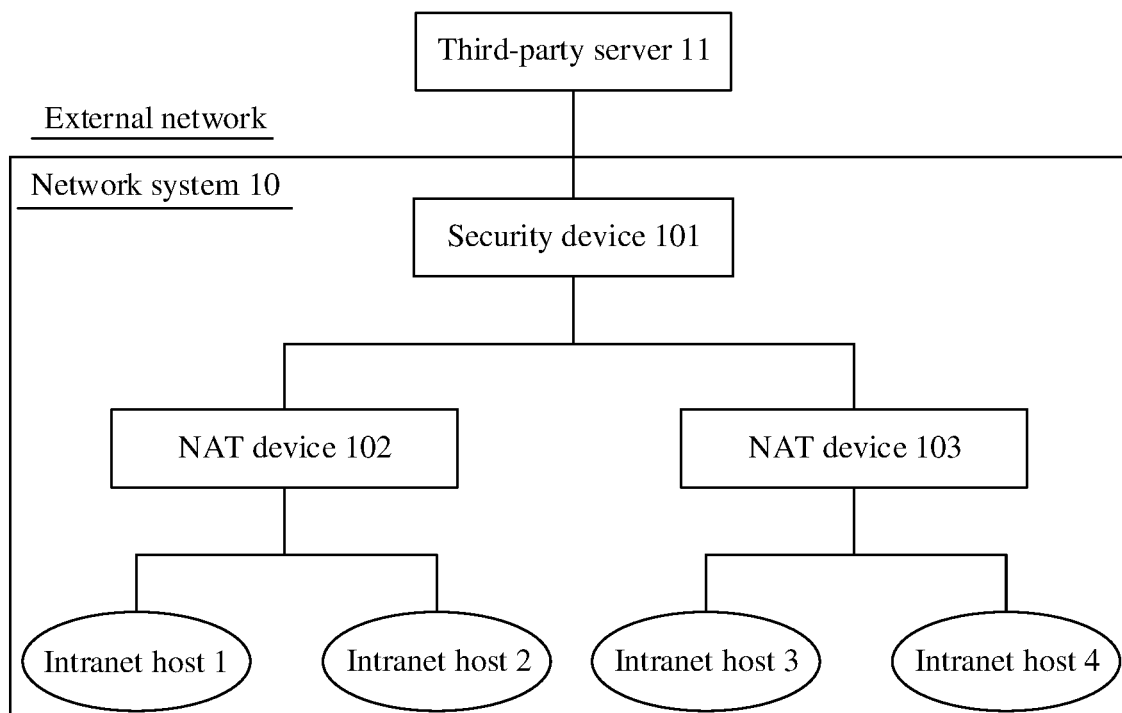 Third-party server 11
External network
Network system 10
Security device 101
NAT device 102
NAT device 103
Intranet host 1
Intranet host 2
Intranet host 3
Intranet host 4